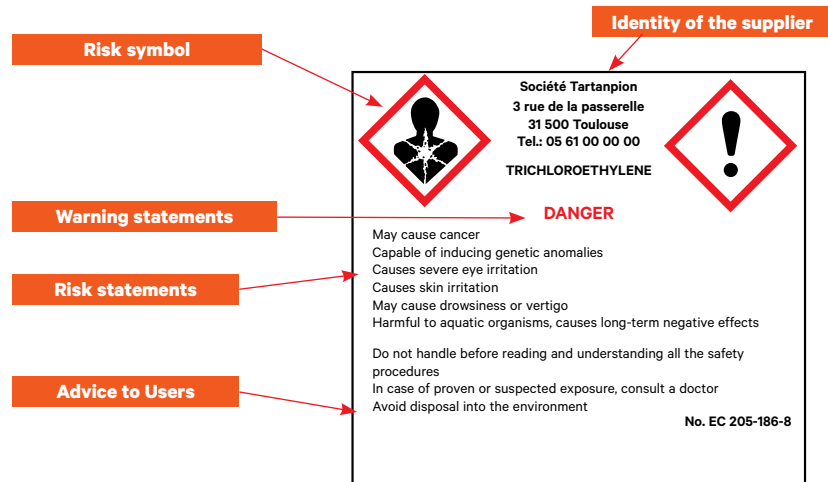 Identity of the supplier
Risk symbol
Société Tartanpion
3 rue de la passerelle
31 500 Toulouse
Tel.: 05 61 00 00 00
TRICHLOROETHYLENE
Warning statements
DANGER
May cause cancer
Capable of inducing genetic anomalies
Causes severe eye irritation
Risk statements
Causes skin irritation
May cause drowsiness or vertigo
Harmful to aquatic organisms, causes long-term negative effects
Do not handle before reading and understanding all the safety
procedures
Advice to Users
In case of proven or suspected exposure, consult a doctor
Avoid disposal into the environment
No. EC 205-186-8